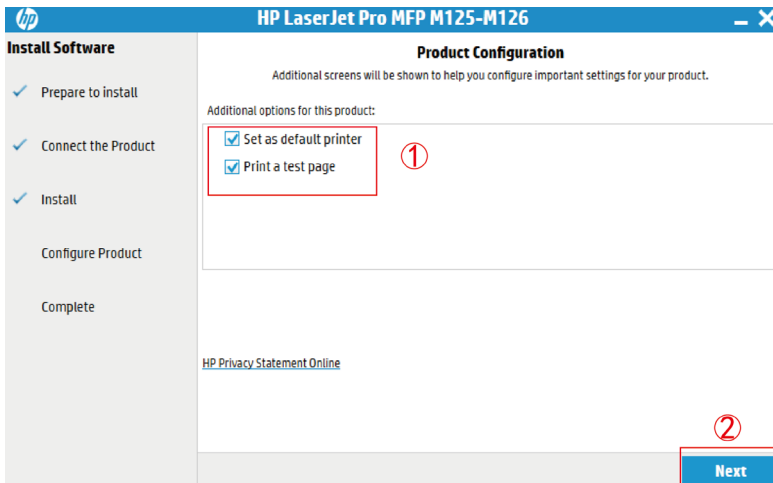 hp
HP LaserJet Pro MFP M125-M126
Install Software
Prepare to install
Connect the Product
Install
Configure Product
Complete
Product Configuration
Additional screens will be shown to help you configure important settings for your product.
Additional options for this product:
Set as default printer
Print a test page
①
HP Privacy Statement Online
②
Next